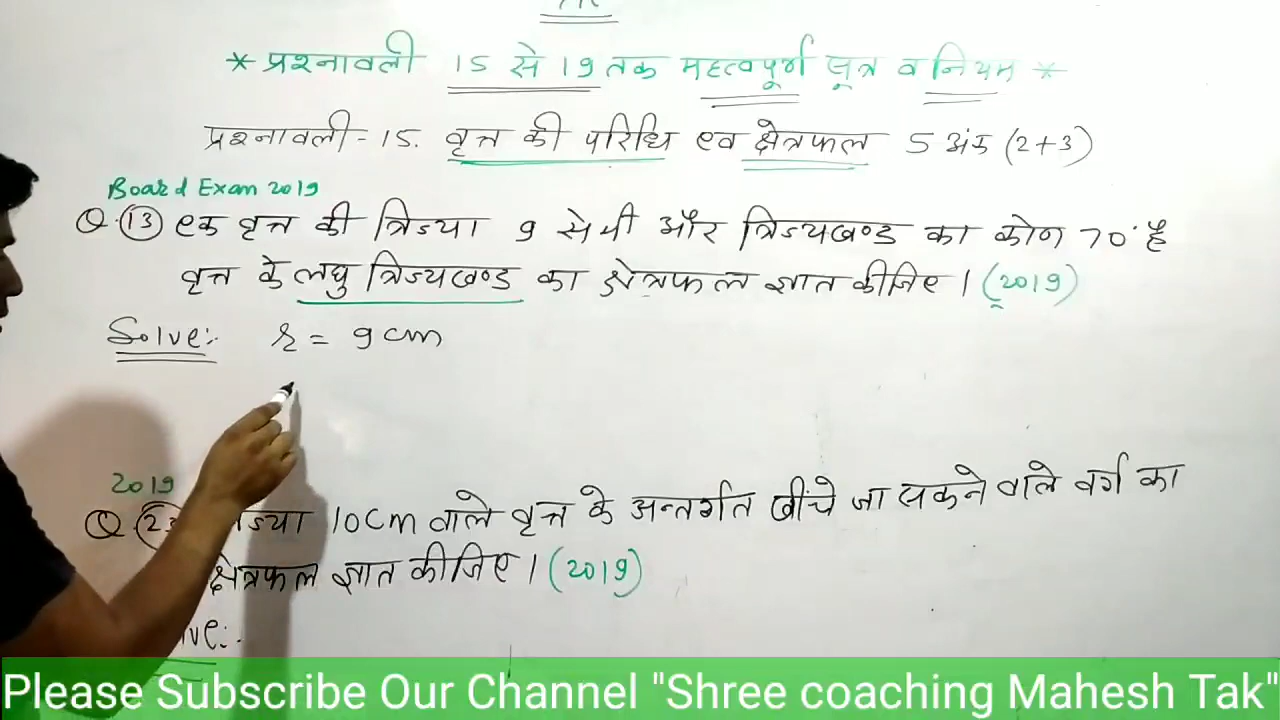 * प्रश्नावली 15 से 19 तक महत्वपूर्ण सूत्र व नियम *
प्रश्नावली-15. वृत्त की परिधि एवं क्षेत्रफल 5 अंक (2+3)
Board Exam 2019
Q.(13) एक वृत्त की त्रिज्या 9 सेमी और त्रिज्यखण्ड का कोण 70° है
वृत्त के लघु त्रिज्यखण्ड का क्षेत्रफल ज्ञात कीजिए। (2019)
Solve:- r = 9cm
2019
Q 10cm वाले वृत्त के अन्तर्गत खींचे जा सकने वाले वर्ग का
क्षेत्रफल ज्ञात कीजिए। (2019)
Please Subscribe Our Channel "Shree coaching Mahesh Tak"